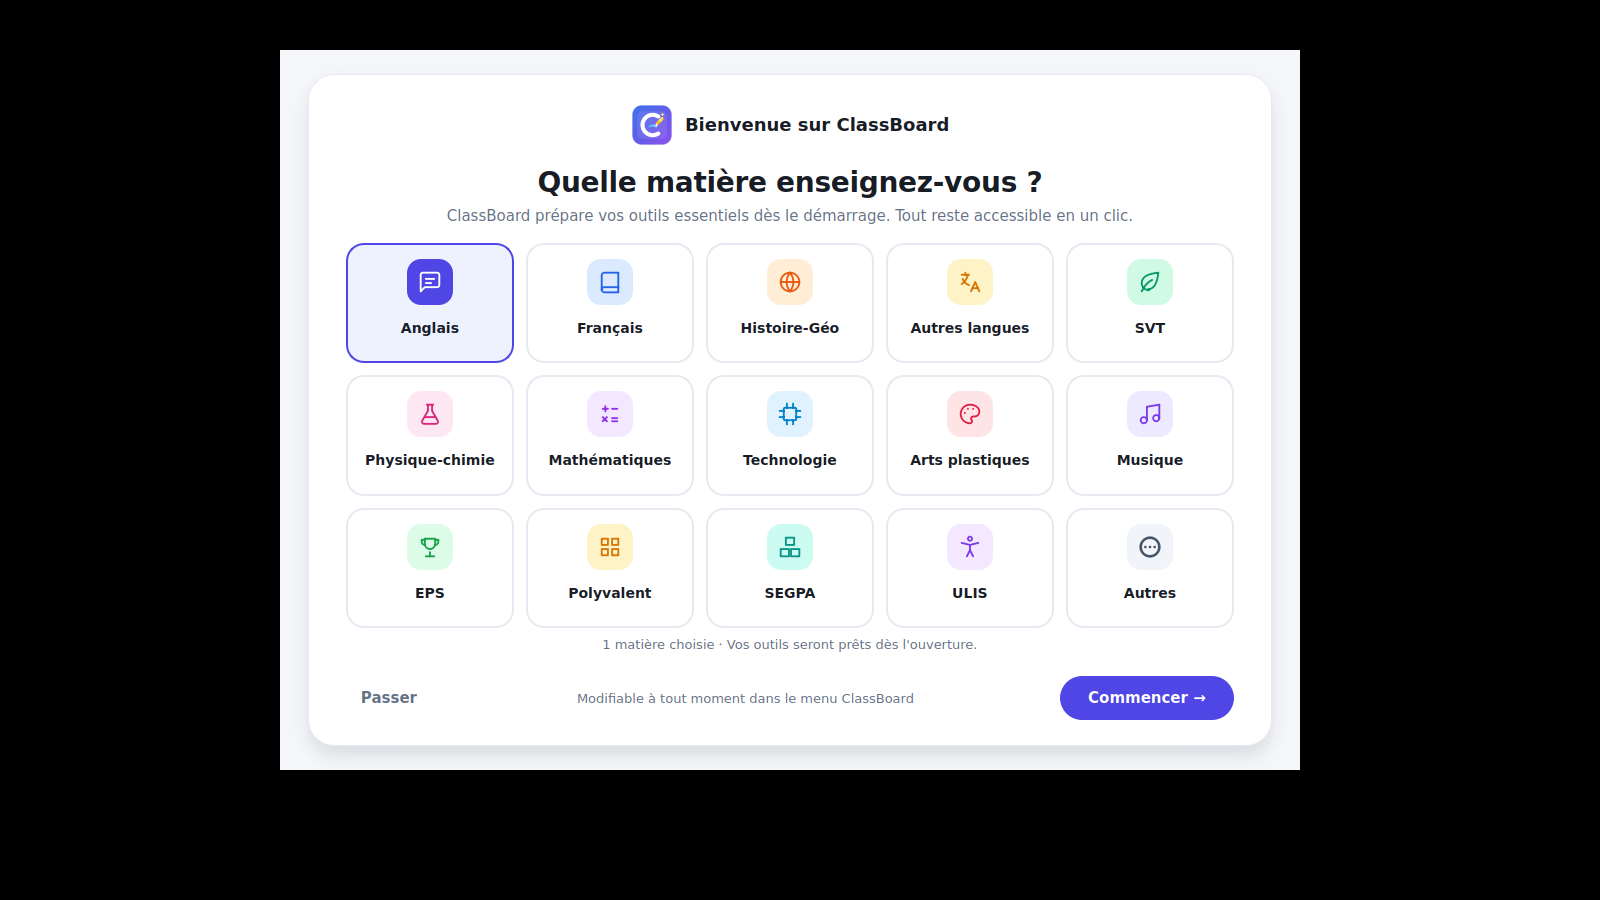 Bienvenue sur ClassBoard
Quelle matière enseignez-vous ?
ClassBoard prépare vos outils essentiels dès le démarrage. Tout reste accessible en un clic.
Anglais
Français
Histoire-Géo
Autres langues
SVT
Physique-chimie
Mathématiques
Technologie
Arts plastiques
Musique
EPS
Polyvalent
SEGPA
ULIS
Autres
1 matière choisie · Vos outils seront prêts dès l'ouverture.
Passer
Modifiable à tout moment dans le menu ClassBoard
Commencer →